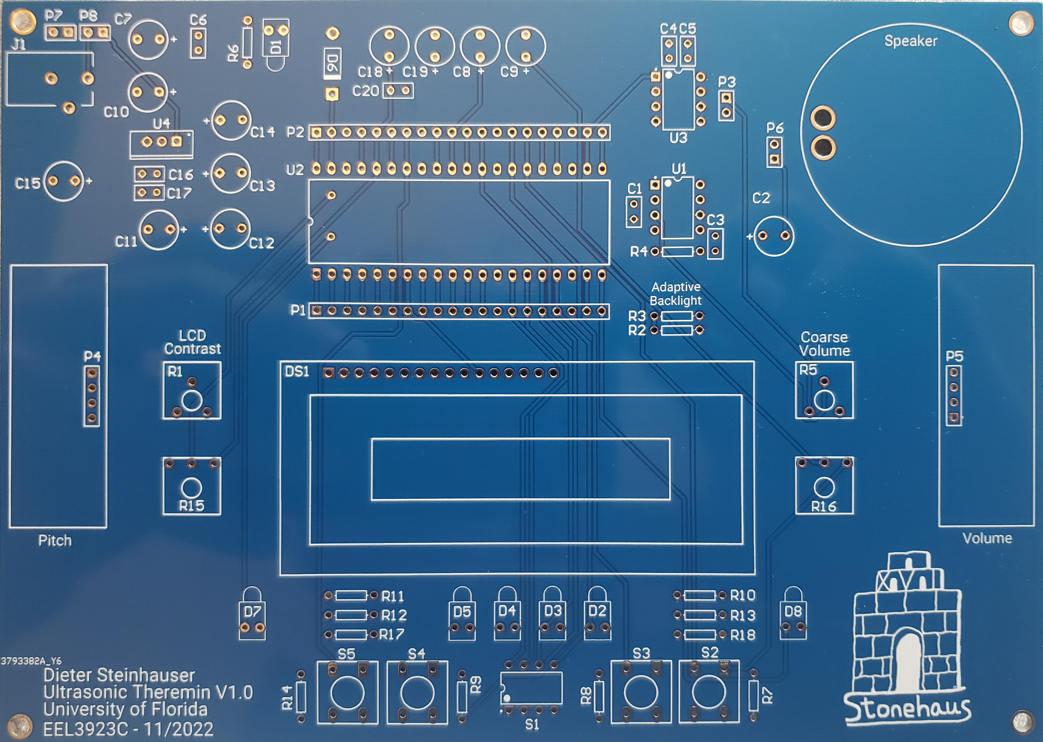 P7 P8 C7 + C6 R6 D1 D6 C18 + C19 + C8 + C9 + C4 C5 Speaker
J1 C20 P3
C10 + U4 + C14 P2 U3 P6
C15 + C16 + C13 U2 U1
C17 C1 C2
C11 + + C12 R4 C3 +
Adaptive
Backlight
P1 R3
R2
LCD
Contrast
Coarse
Volume
P4 R1 DS1 R5 P5
R15 R16
Pitch Volume
D7 R11 D5 D4 D3 D2 R10 D8
R12 R13
R17 R18
3793382A_Y6
Dieter Steinhauser
Ultrasonic Theremin V1.0
University of Florida
EEL3923C - 11/2022
R14 S5 S4 R9 S1 R8 S3 S2 R7
Stonehaus